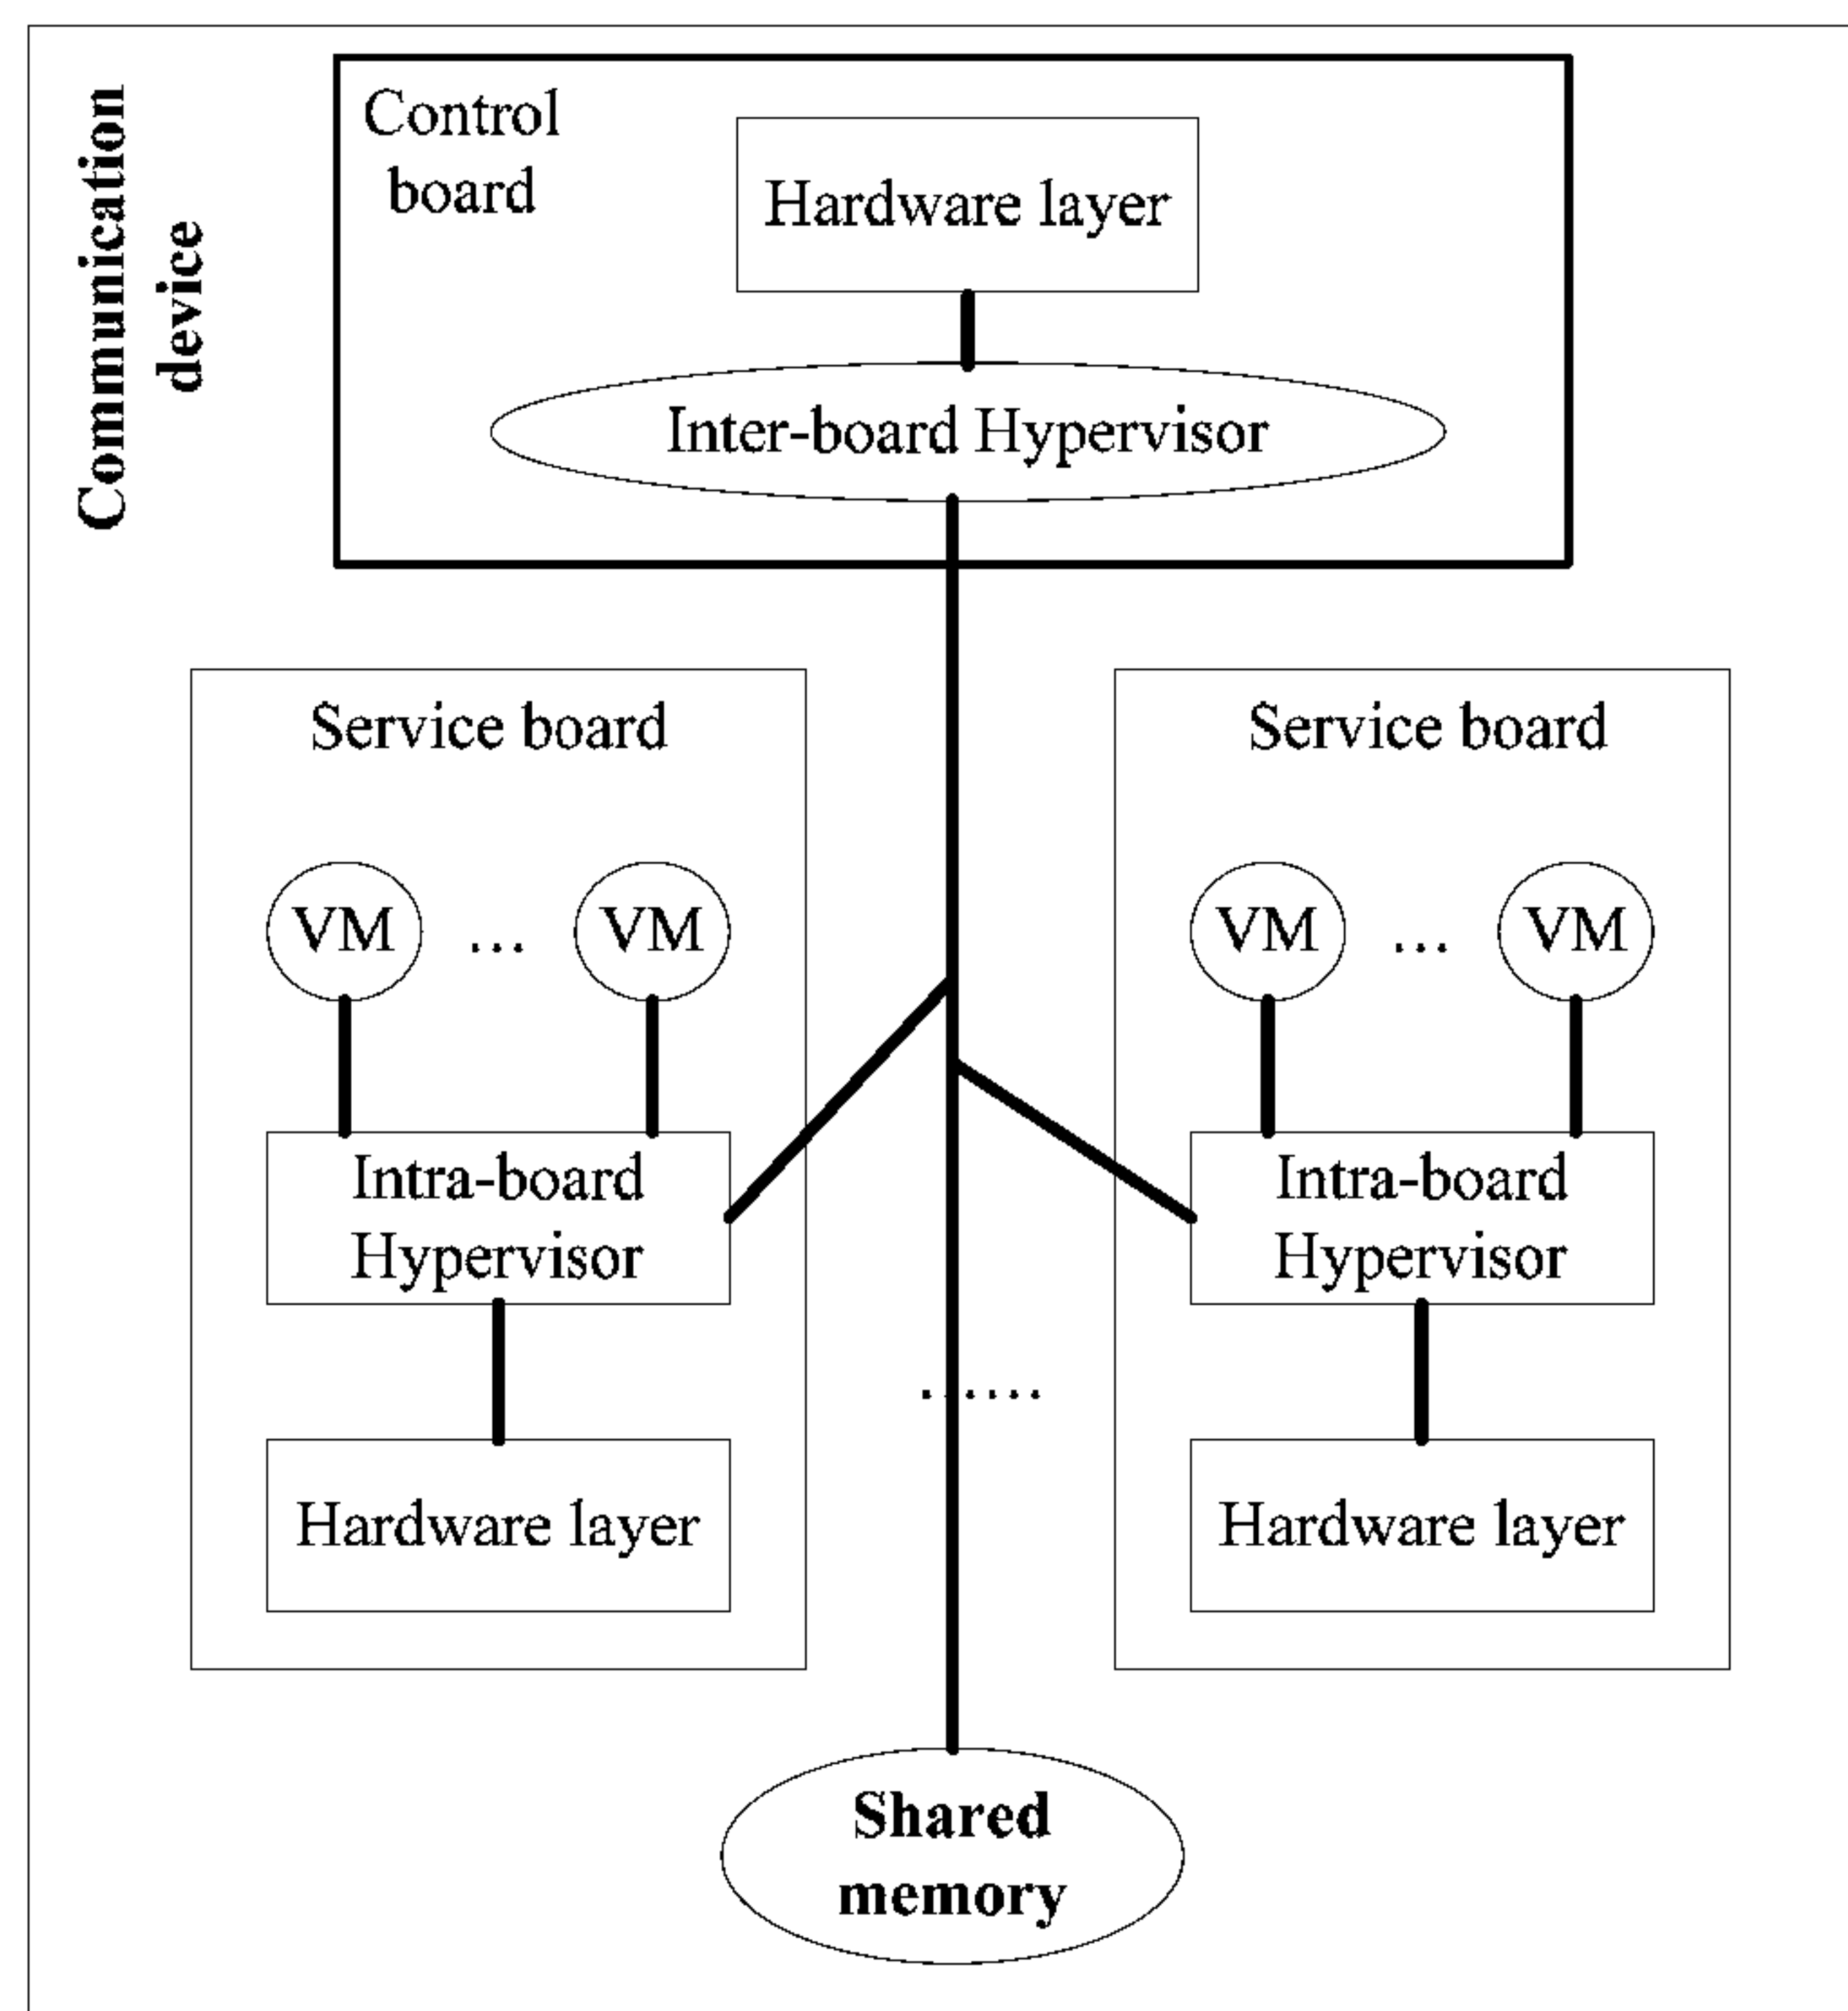 Communication
device
Control
board
Hardware layer
Inter-board Hypervisor
Service board
VM
...
VM
Intra-board
Hypervisor
Hardware layer
......
Service board
VM
...
VM
Intra-board
Hypervisor
Hardware layer
Shared
memory